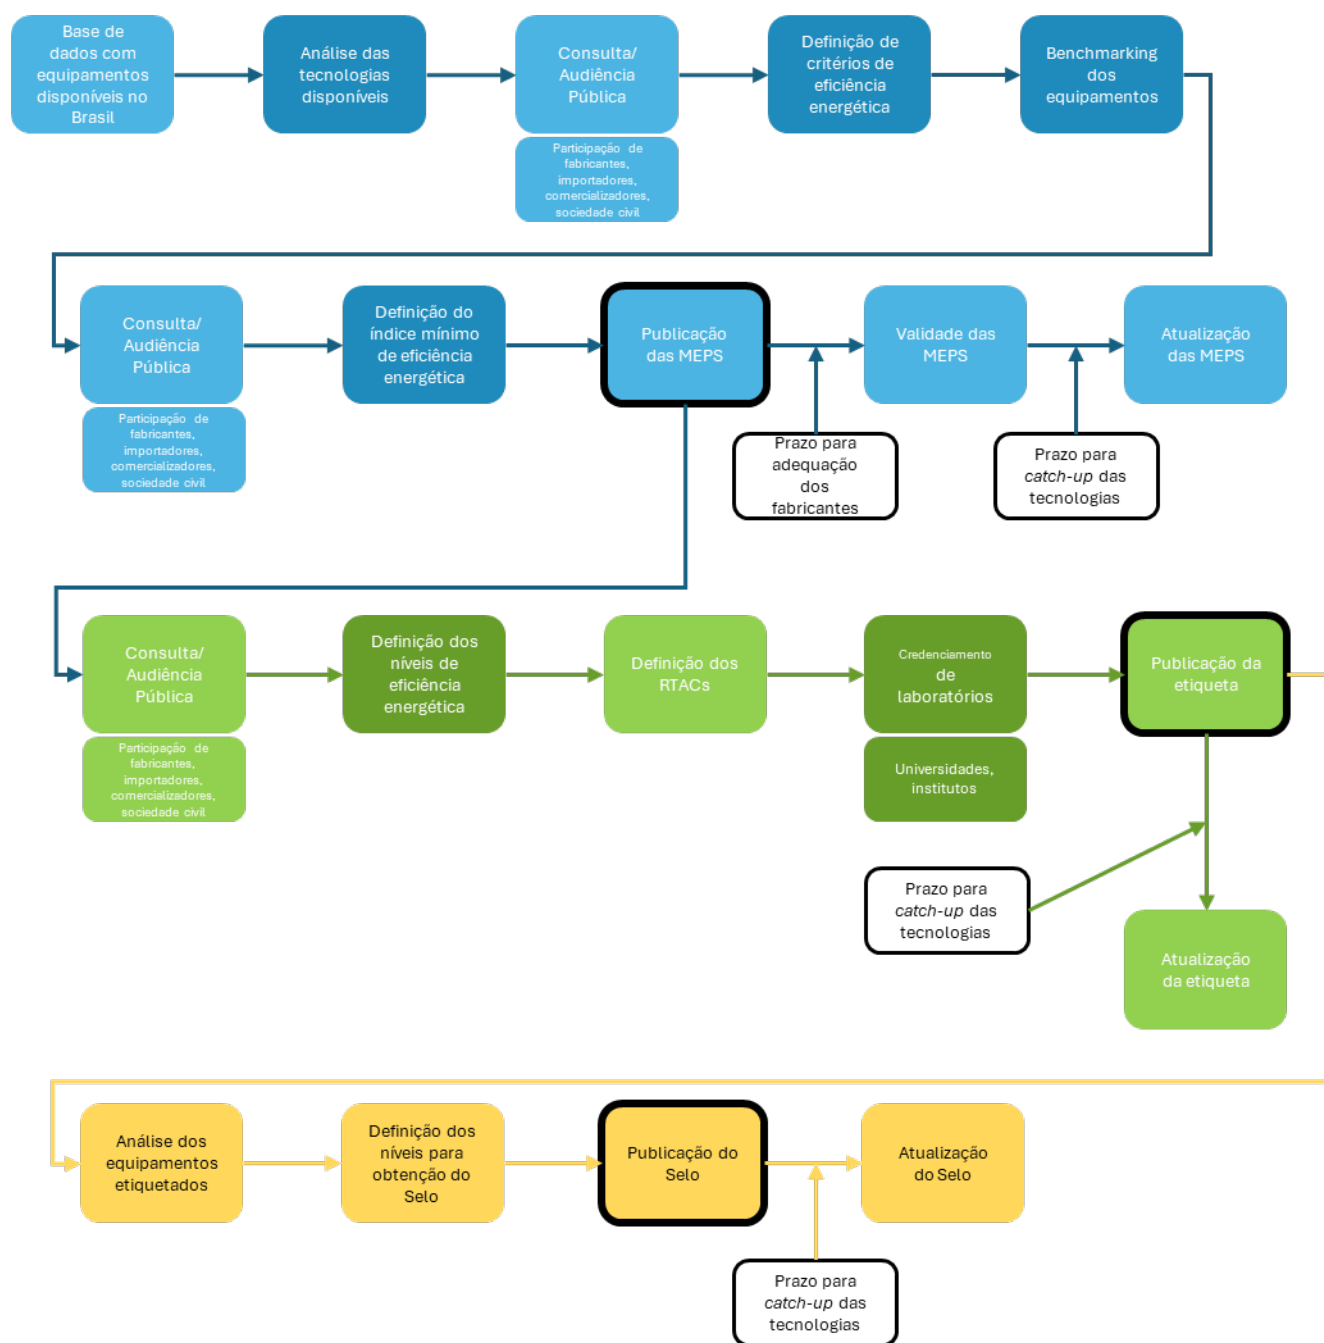 Base de
dados com
equipamentos
disponíveis no
Brasil
Análise das
tecnologias
disponíveis
Consulta/
Audiência
Pública
Participação de
fabricantes,
importadores,
comercializadores,
sociedade civil
Definição de
critérios de
eficiência
energética
Benchmarking
dos
equipamentos
Consulta/
Audiência
Pública
Participação de
fabricantes,
importadores,
comercializadores,
sociedade civil
Definição do
índice mínimo
de eficiência
energética
Publicação
das MEPS
Prazo para
adequação
dos
fabricantes
Validade das
MEPS
Prazo para
catch-up das
tecnologias
Atualização
das MEPS
Consulta/
Audiência
Pública
Participação de
fabricantes,
importadores,
comercializadores,
sociedade civil
Definição dos
níveis de
eficiência
energética
Definição dos
RTACs
Credenciamento
de
laboratórios
Universidades,
institutos
Publicação da
etiqueta
Prazo para
catch-up das
tecnologias
Atualização
da etiqueta
Análise dos
equipamentos
etiquetados
Definição dos
níveis para
obtenção do
Selo
Publicação do
Selo
Prazo para
catch-up das
tecnologias
Atualização
do Selo